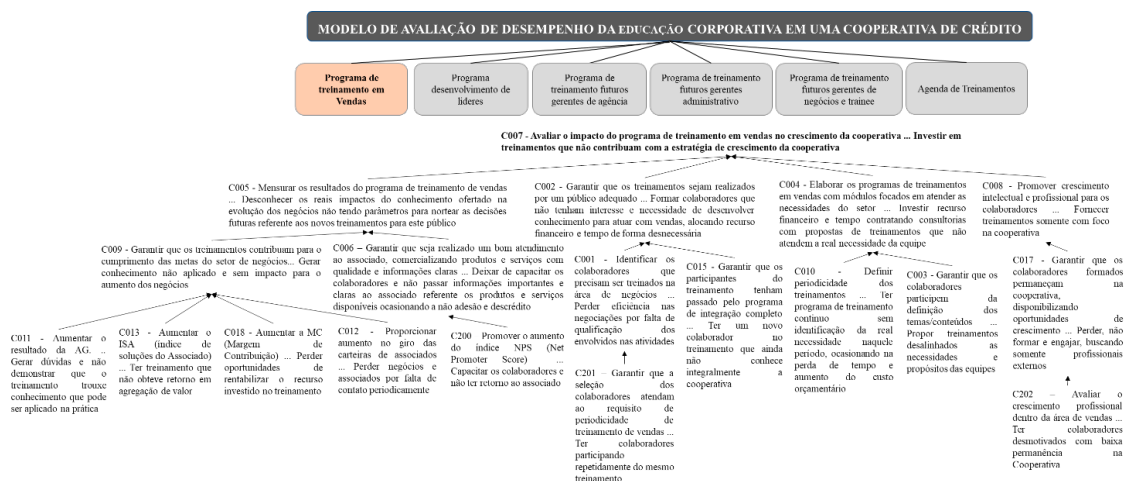 MODELO DE AVALIAÇÃO DE DESEMPENHO DA EDUCAÇÃO CORPORATIVA EM UMA COOPERATIVA DE CRÉDITO
Programa de
treinamento em
Vendas
Programa
desenvolvimento de
líderes
Programa de
treinamento futuros
gerentes de agência
Programa de treinamento
futuros gerentes
administrativo
Programa de treinamento
futuros gerentes de
negócios e trainee
Agenda de Treinamentos
C007 - Avaliar o impacto do programa de treinamento em vendas no crescimento da cooperativa ... Investir em
treinamentos que não contribuam com a estratégia de crescimento da cooperativa
C005 - Mensurar os resultados do programa de treinamento de vendas
... Desconhecer os reais impactos do conhecimento ofertado na
evolução dos negócios não tendo parâmetros para nortear as decisões
futuras referente aos novos treinamentos para este público
C002 - Garantir que os treinamentos sejam realizados
por um público adequado ... Formar colaboradores que
não tenham interesse e necessidade de desenvolver
conhecimento para atuar com vendas, alocando recurso
financeiro e tempo de forma desnecessária
C004 - Elaborar os programas de treinamentos
em vendas com módulos focados em atender as
necesidades do setor ... Investir recurso
financeiro e tempo contratando consultorias
com propostas de treinamentos que não
atendem a real necessidade da equipe
C008 - Promover crescimento
intelectual e profissional para os
colaboradores ... Fornecer
treinamentos somente com foco
na cooperativa
C009 - Garantir que os treinamentos contribuam para o
cumprimento das metas do setor de negócios... Gerar
conhecimento não aplicado e sem impacto para o
aumento dos negócios
C006 – Garantir que seja realizado um bom atendimento
ao associado, comercializando produtos e serviços com
qualidade e informações claras ... Deixar de capacitar os
colaboradores e não passar informações importantes e
claras ao associado referente os produtos e serviços
disponíveis ocasionando a não adesão e descrédito
C001 - Identificar os
colaboradores que
precisam ser treinados na
área de negócios ...
Perder eficiência nas
negociações por falta de
qualificação dos
envolvidos nas atividades
C015 - Garantir que os
participantes do
treinamento tenham
passado pelo programa
de integração completo
... Ter um novo
colaborador no
treinamento que ainda
não conhece
integralmente a
cooperativa
C010 - Definir
periodicidade dos
treinamentos ... Ter
programa de treinamento
contínuo sem
identificação da real
necessidade naquele
período, ocasionando na
perda de tempo e
aumento do custo
orçamentário
C003 - Garantir que os
colaboradores
participem da
definição dos
temas/conteúdos ...
Propor treinamentos
desalinhados as
necessidades e
propósitos das equipes
C017 - Garantir que os
colaboradores formados
permaneçam na
cooperativa,
disponibilizando
oportunidades de
crescimento ... Perder, não
formar e engajar, buscando
somente profissionais
externos
C011 - Aumentar o
resultado da AG. ..
Gerar dúvidas e não
demonstrar que o
treinamento trouxe
conhecimento que pode
ser aplicado na prática
C013 - Aumentar o
ISA (índice de
soluções do Associado)
... Ter treinamento que
não obteve retorno em
agregação de valor
C018 - Aumentar a MC
(Margem de
Contribuição) ... Perder
oportunidades de
rentabilizar o recurso
investido no treinamento
C012 - Proporcionar
aumento no giro das
carteiras de associados
... Perder negócios e
associados por falta de
contato periodicamente
C200 - Promover o aumento
do índice NPS (Net
Promoter Score) ...
Capacitar os colaboradores e
não ter retorno ao associado
C201 – Garantir que a
seleção dos
colaboradores atendam
ao requisito de
periodicidade de
treinamento de vendas ...
Ter colaboradores
participando
repetidamente do mesmo
treinamento
C202 – Avaliar o
crescimento profissional
dentro da área de vendas ...
Ter colaboradores
desmotivados com baixa
permanência na
Cooperativa